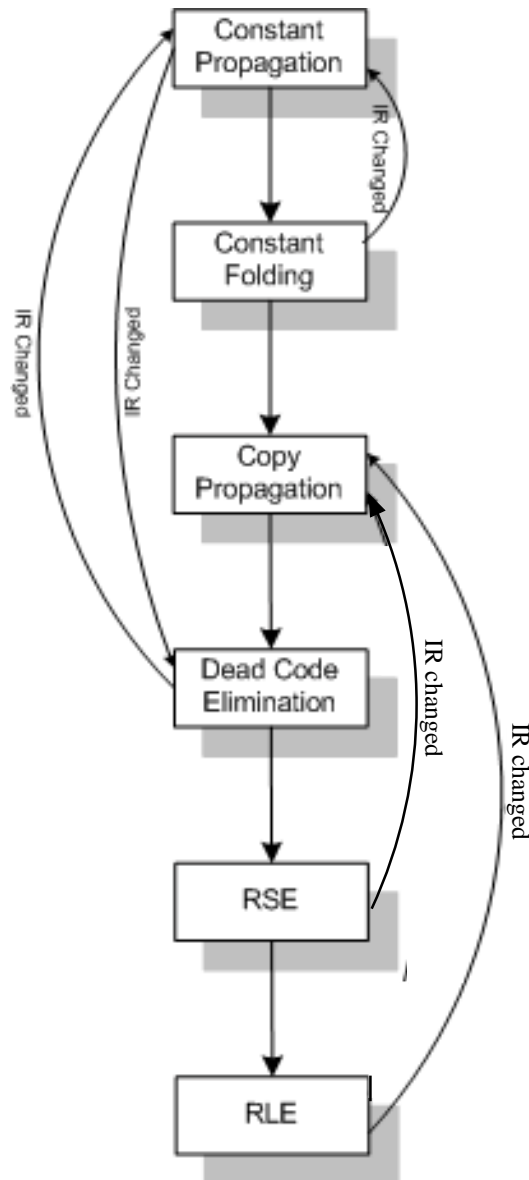 Constant
Propagation
IR Changed
Constant
Folding
IR Changed
IR Changed
Copy
Propagation
Dead Code
Elimination
IR changed
IR changed
RSE
RLE